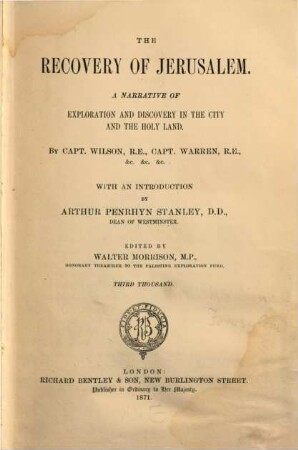 THE
RECOVERY OF JERUSALEM.
A NARRATIVE OF
EXPLORATION AND DISCOVERY IN THE CITY
AND THE HOLY LAND.
BY CAPT. WILSON, R.E., CAPT. WARREN, R.E.,
&c. &c. &c.
WITH AN INTRODUCTION
BY
ARTHUR PENRHYN STANLEY, D.D.,
DEAN OF WESTMINSTER.
EDITED BY
WALTER MORRISON, M.P.,
HONORARY TREASURER TO THE PALESTINE EXPLORATION FUND.
THIRD THOUSAND.
LONDON:
RICHARD BENTLEY & SON, NEW BURLINGTON STREET.
Publisher in Ordinary to Her Majesty.
1871.